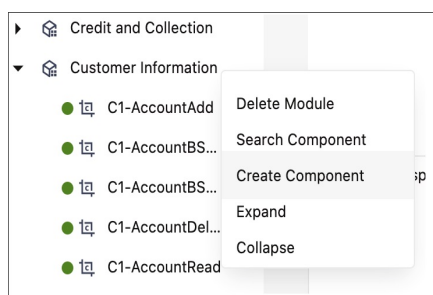 Credit and Collection
Customer Information
C1-AccountAdd
Delete Module
C1-AccountBS...
Search Component
C1-AccountBS...
Create Component
sp
C1-AccountDel...
Expand
C1-AccountRead
Collapse